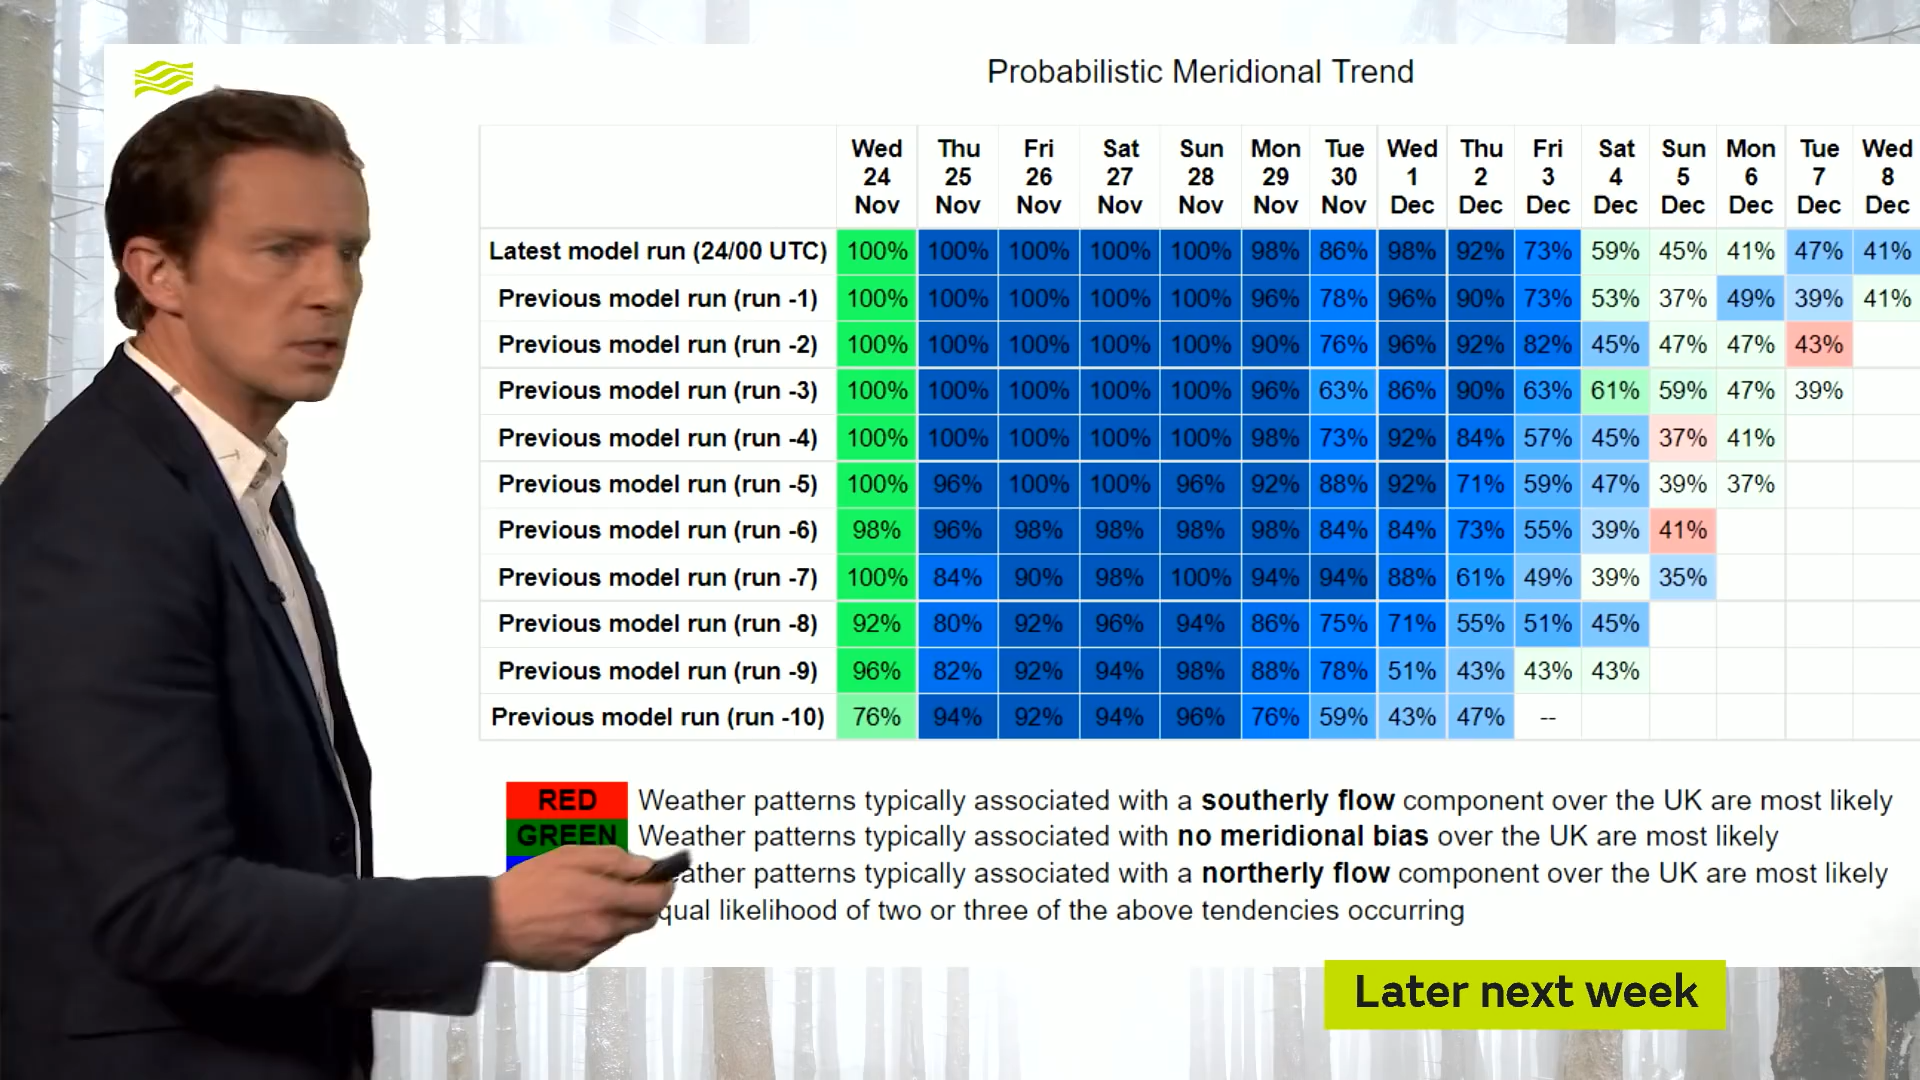 Probabilistic Meridional Trend
Wed 24 Nov Thu 25 Nov Fri 26 Nov Sat 27 Nov Sun 28 Nov Mon 29 Nov Tue 30 Nov Wed 1 Dec Thu 2 Dec Fri 3 Dec Sat 4 Dec Sun 5 Dec Mon 6 Dec Tue 7 Dec Wed 8 Dec
Latest model run (24/00 UTC) 100% 100% 100% 100% 100% 98% 86% 98% 92% 73% 59% 45% 41% 47% 41%
Previous model run (run -1) 100% 100% 100% 100% 100% 96% 78% 96% 90% 73% 53% 37% 49% 39% 41%
Previous model run (run -2) 100% 100% 100% 100% 100% 90% 76% 96% 92% 82% 45% 47% 47% 43%
Previous model run (run -3) 100% 100% 100% 100% 100% 96% 63% 86% 90% 63% 61% 59% 47% 39%
Previous model run (run -4) 100% 100% 100% 100% 100% 98% 73% 92% 84% 57% 45% 37% 41%
Previous model run (run -5) 100% 96% 100% 100% 96% 92% 88% 92% 71% 59% 47% 39% 37%
Previous model run (run -6) 98% 96% 98% 98% 98% 98% 84% 84% 73% 55% 39% 41%
Previous model run (run -7) 100% 84% 90% 98% 100% 94% 94% 88% 61% 49% 39% 35%
Previous model run (run -8) 92% 80% 92% 96% 94% 86% 75% 71% 55% 51% 45%
Previous model run (run -9) 96% 82% 92% 94% 98% 88% 78% 51% 43% 43% 43%
Previous model run (run -10) 76% 94% 92% 94% 96% 76% 59% 43% 47% --
RED Weather patterns typically associated with a southerly flow component over the UK are most likely
GREEN Weather patterns typically associated with no meridional bias over the UK are most likely
patterns typically associated with a northerly flow component over the UK are most likely
likelihood of two or three of the above tendencies occurring
Later next week